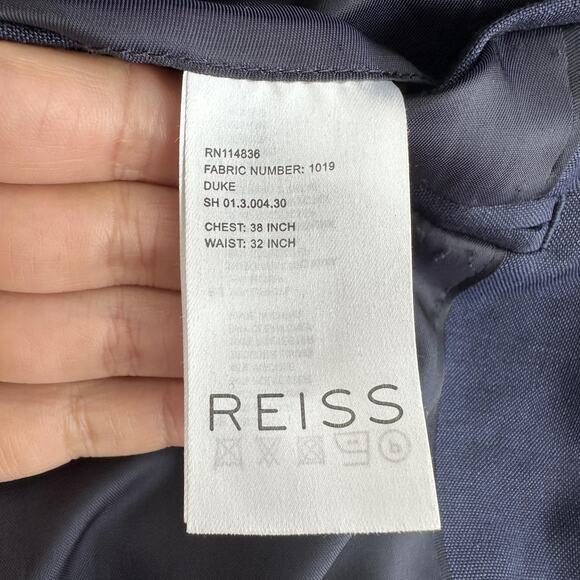 RN114836
FABRIC NUMBER: 1019
DUKE
SH 01.3.004.30
CHEST: 38 INCH
WAIST: 32 INCH
REISS